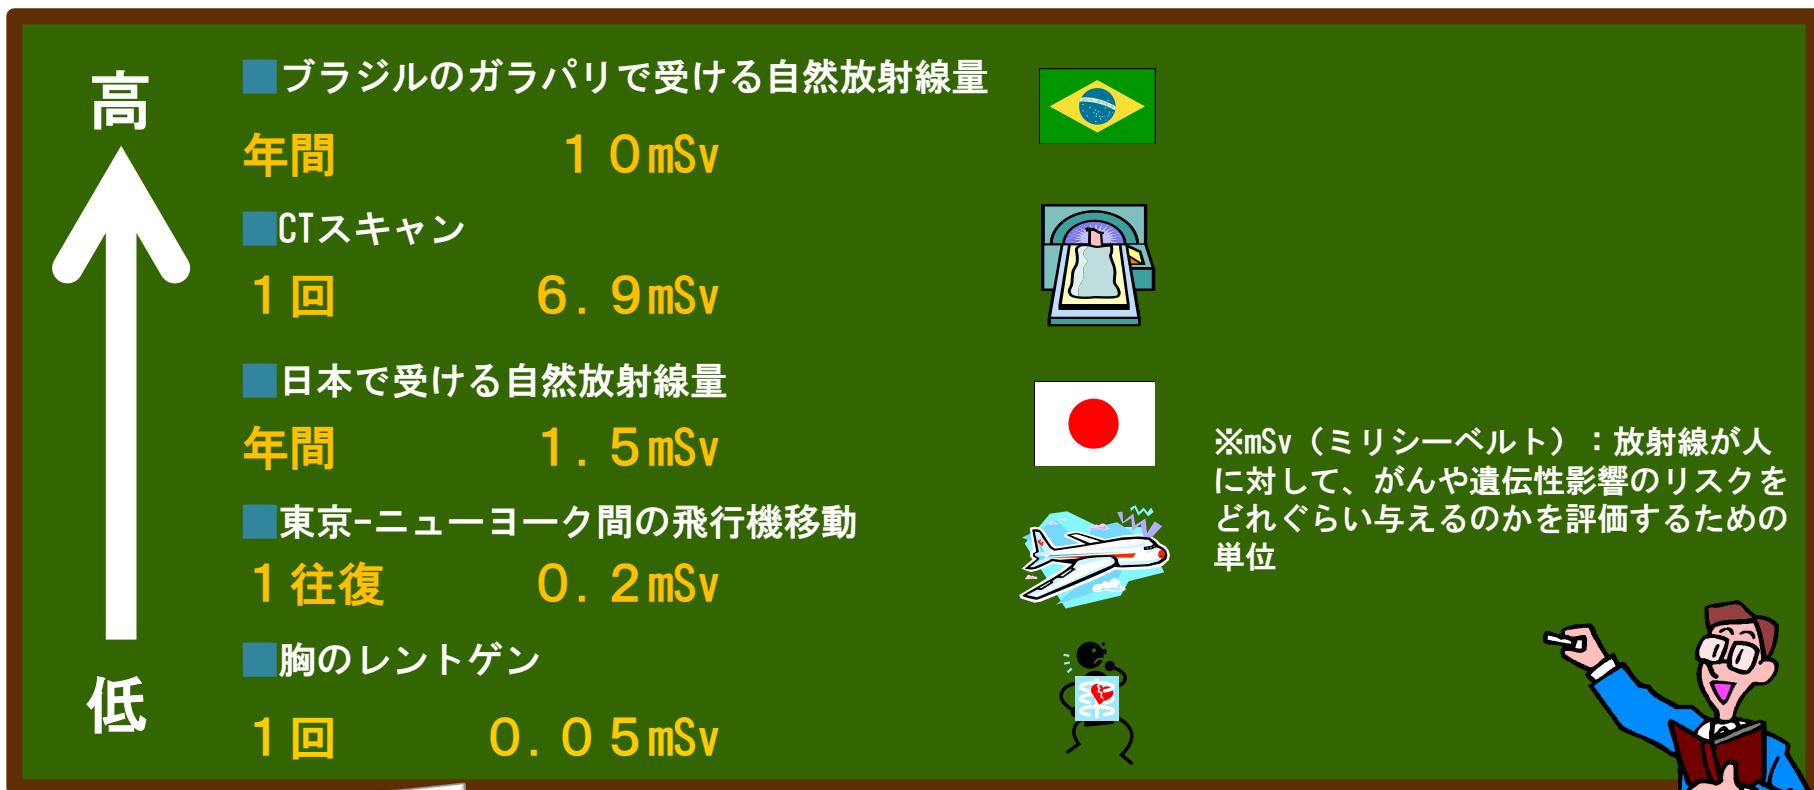 高
■ブラジルのガラパリで受ける自然放射線量
年間　　　　　１０mSv
■CTスキャン
１回　　　　　６．９mSv
■日本で受ける自然放射線量
年間　　　　　１．５mSv
※mSv（ミリシーベルト）：放射線が人
に対して、がんや遺伝性影響のリスクを
どれぐらい与えるのかを評価するための
単位
■東京-ニューヨーク間の飛行機移動
１往復　　　　０．２mSv
■胸のレントゲン
１回　　　　０．０５mSv
低